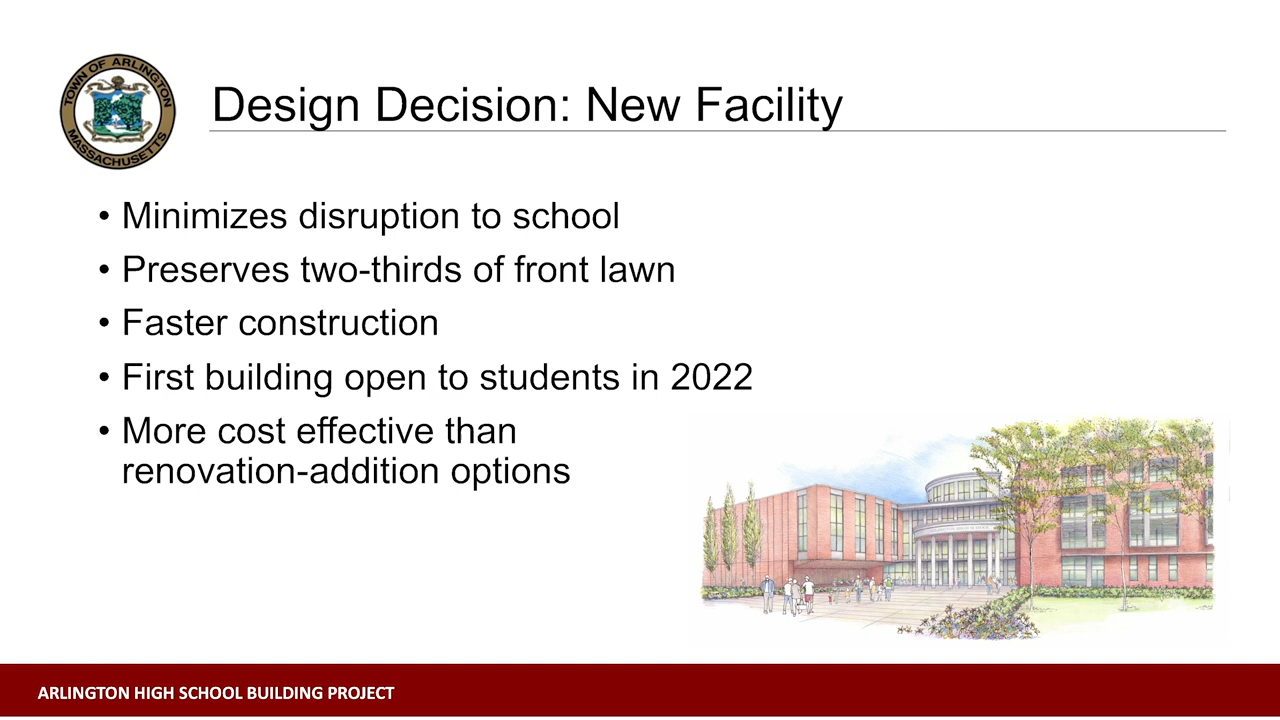 TOWN OF ARLINGTON
MASSACHUSETTS
Design Decision: New Facility
• Minimizes disruption to school
• Preserves two-thirds of front lawn
• Faster construction
• First building open to students in 2022
• More cost effective than
renovation-addition options
ARLINGTON HIGH SCHOOL BUILDING PROJECT